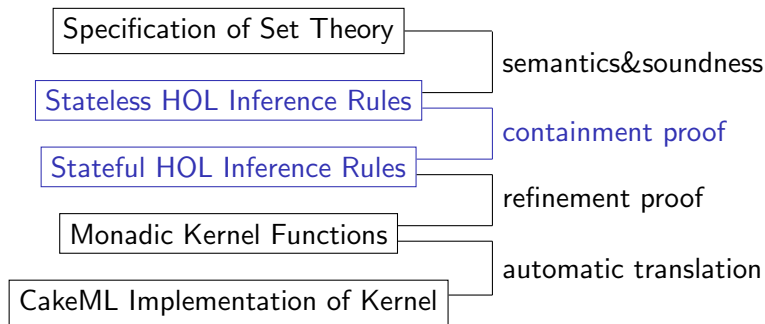 Specification of Set Theory
semantics&soundness
Stateless HOL Inference Rules
containment proof
Stateful HOL Inference Rules
refinement proof
Monadic Kernel Functions
automatic translation
CakeML Implementation of Kernel